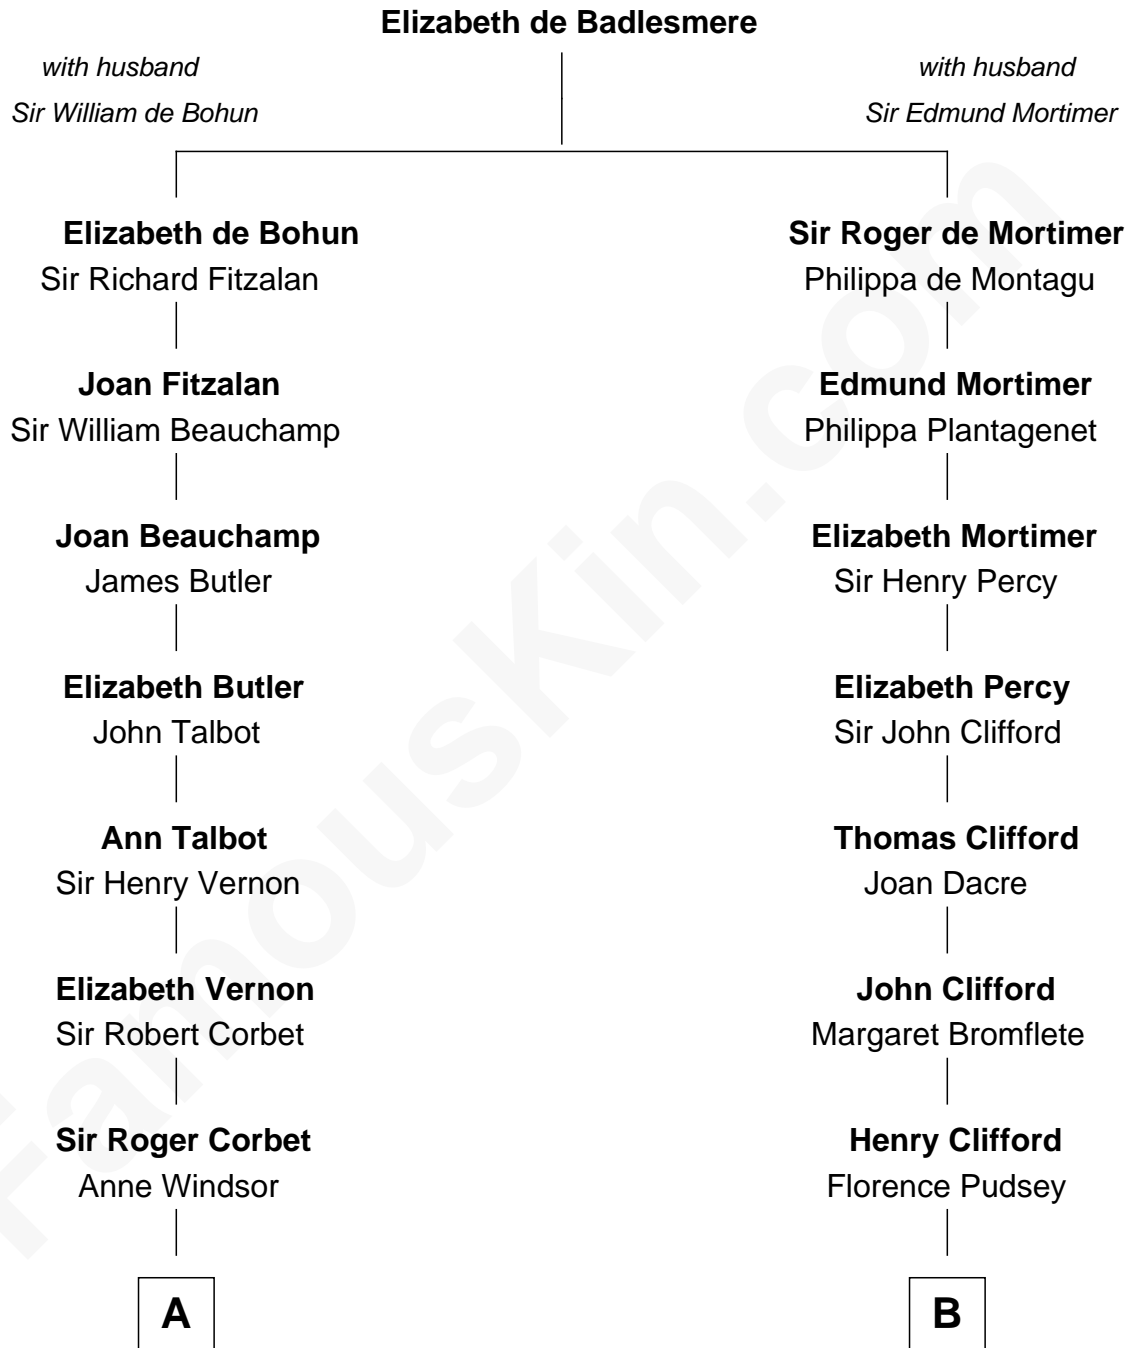 Elizabeth de Badlesmere
with husband
Sir William de Bohun
with husband
Sir Edmund Mortimer
Elizabeth de Bohun
Sir Richard Fitzalan
Sir Roger de Mortimer
Philippa de Montagu
Joan Fitzalan
Sir William Beauchamp
Edmund Mortimer
Philippa Plantagenet
Joan Beauchamp
James Butler
Elizabeth Mortimer
Sir Henry Percy
Elizabeth Butler
John Talbot
Elizabeth Percy
Sir John Clifford
Ann Talbot
Sir Henry Vernon
Thomas Clifford
Joan Dacre
Elizabeth Vernon
Sir Robert Corbet
John Clifford
Margaret Bromflete
Sir Roger Corbet
Anne Windsor
Henry Clifford
Florence Pudsey
A
B
FamousKin.com